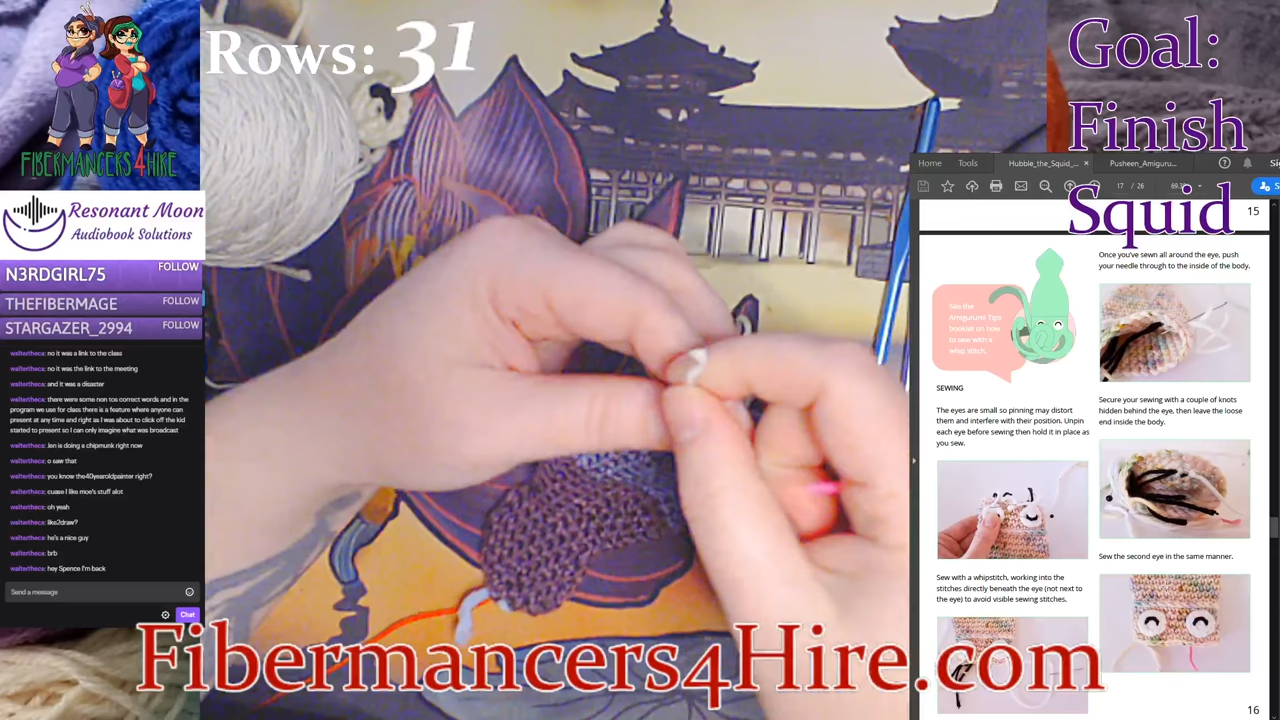 Rows: 31
Goal:
Finish
Squid
FIBERMANCERS4HIRE
Resonant Moon
Audiobook Solutions
N3RDGIRL75 FOLLOW
THEFIBERMAGE FOLLOW
STARGAZER_2994 FOLLOW
waltertheca: no it was a link to the class
waltertheca: no it was the link to the meeting
waltertheca: and it was a disaster
waltertheca: there were some non tos correct words and in the
program we use for class there is a feature where anyone can
present at any time and right as I was about to click off the kid
started to present so I can only imagine what was broadcast
waltertheca: Jen is doing a chipmunk right now
waltertheca: o saw that
waltertheca: you know the40yearoldpainter right?
waltertheca: cuase I like moe's stuff alot
waltertheca: oh yeah
waltertheca: like2draw?
waltertheca: he's a nice guy
waltertheca: brb
waltertheca: hey Spence I'm back
Send a message
Chat
Home Tools Hubble_the_Squid_... × Pusheen_Amiguru...
17 / 26
15
See the
Amigurumi Tips
booklet on how
to sew with a
whip stitch.
SEWING
The eyes are small so pinning may distort
them and interfere with their position. Unpin
each eye before sewing then hold it in place as
you sew.
Sew with a whipstitch, working into the
stitches directly beneath the eye (not next to
the eye) to avoid visible sewing stitches.
Once you've sewn all around the eye, push
your needle through to the inside of the body.
Secure your sewing with a couple of knots
hidden behind the eye, then leave the loose
end inside the body.
Sew the second eye in the same manner.
16
Fibermancers4Hire.com